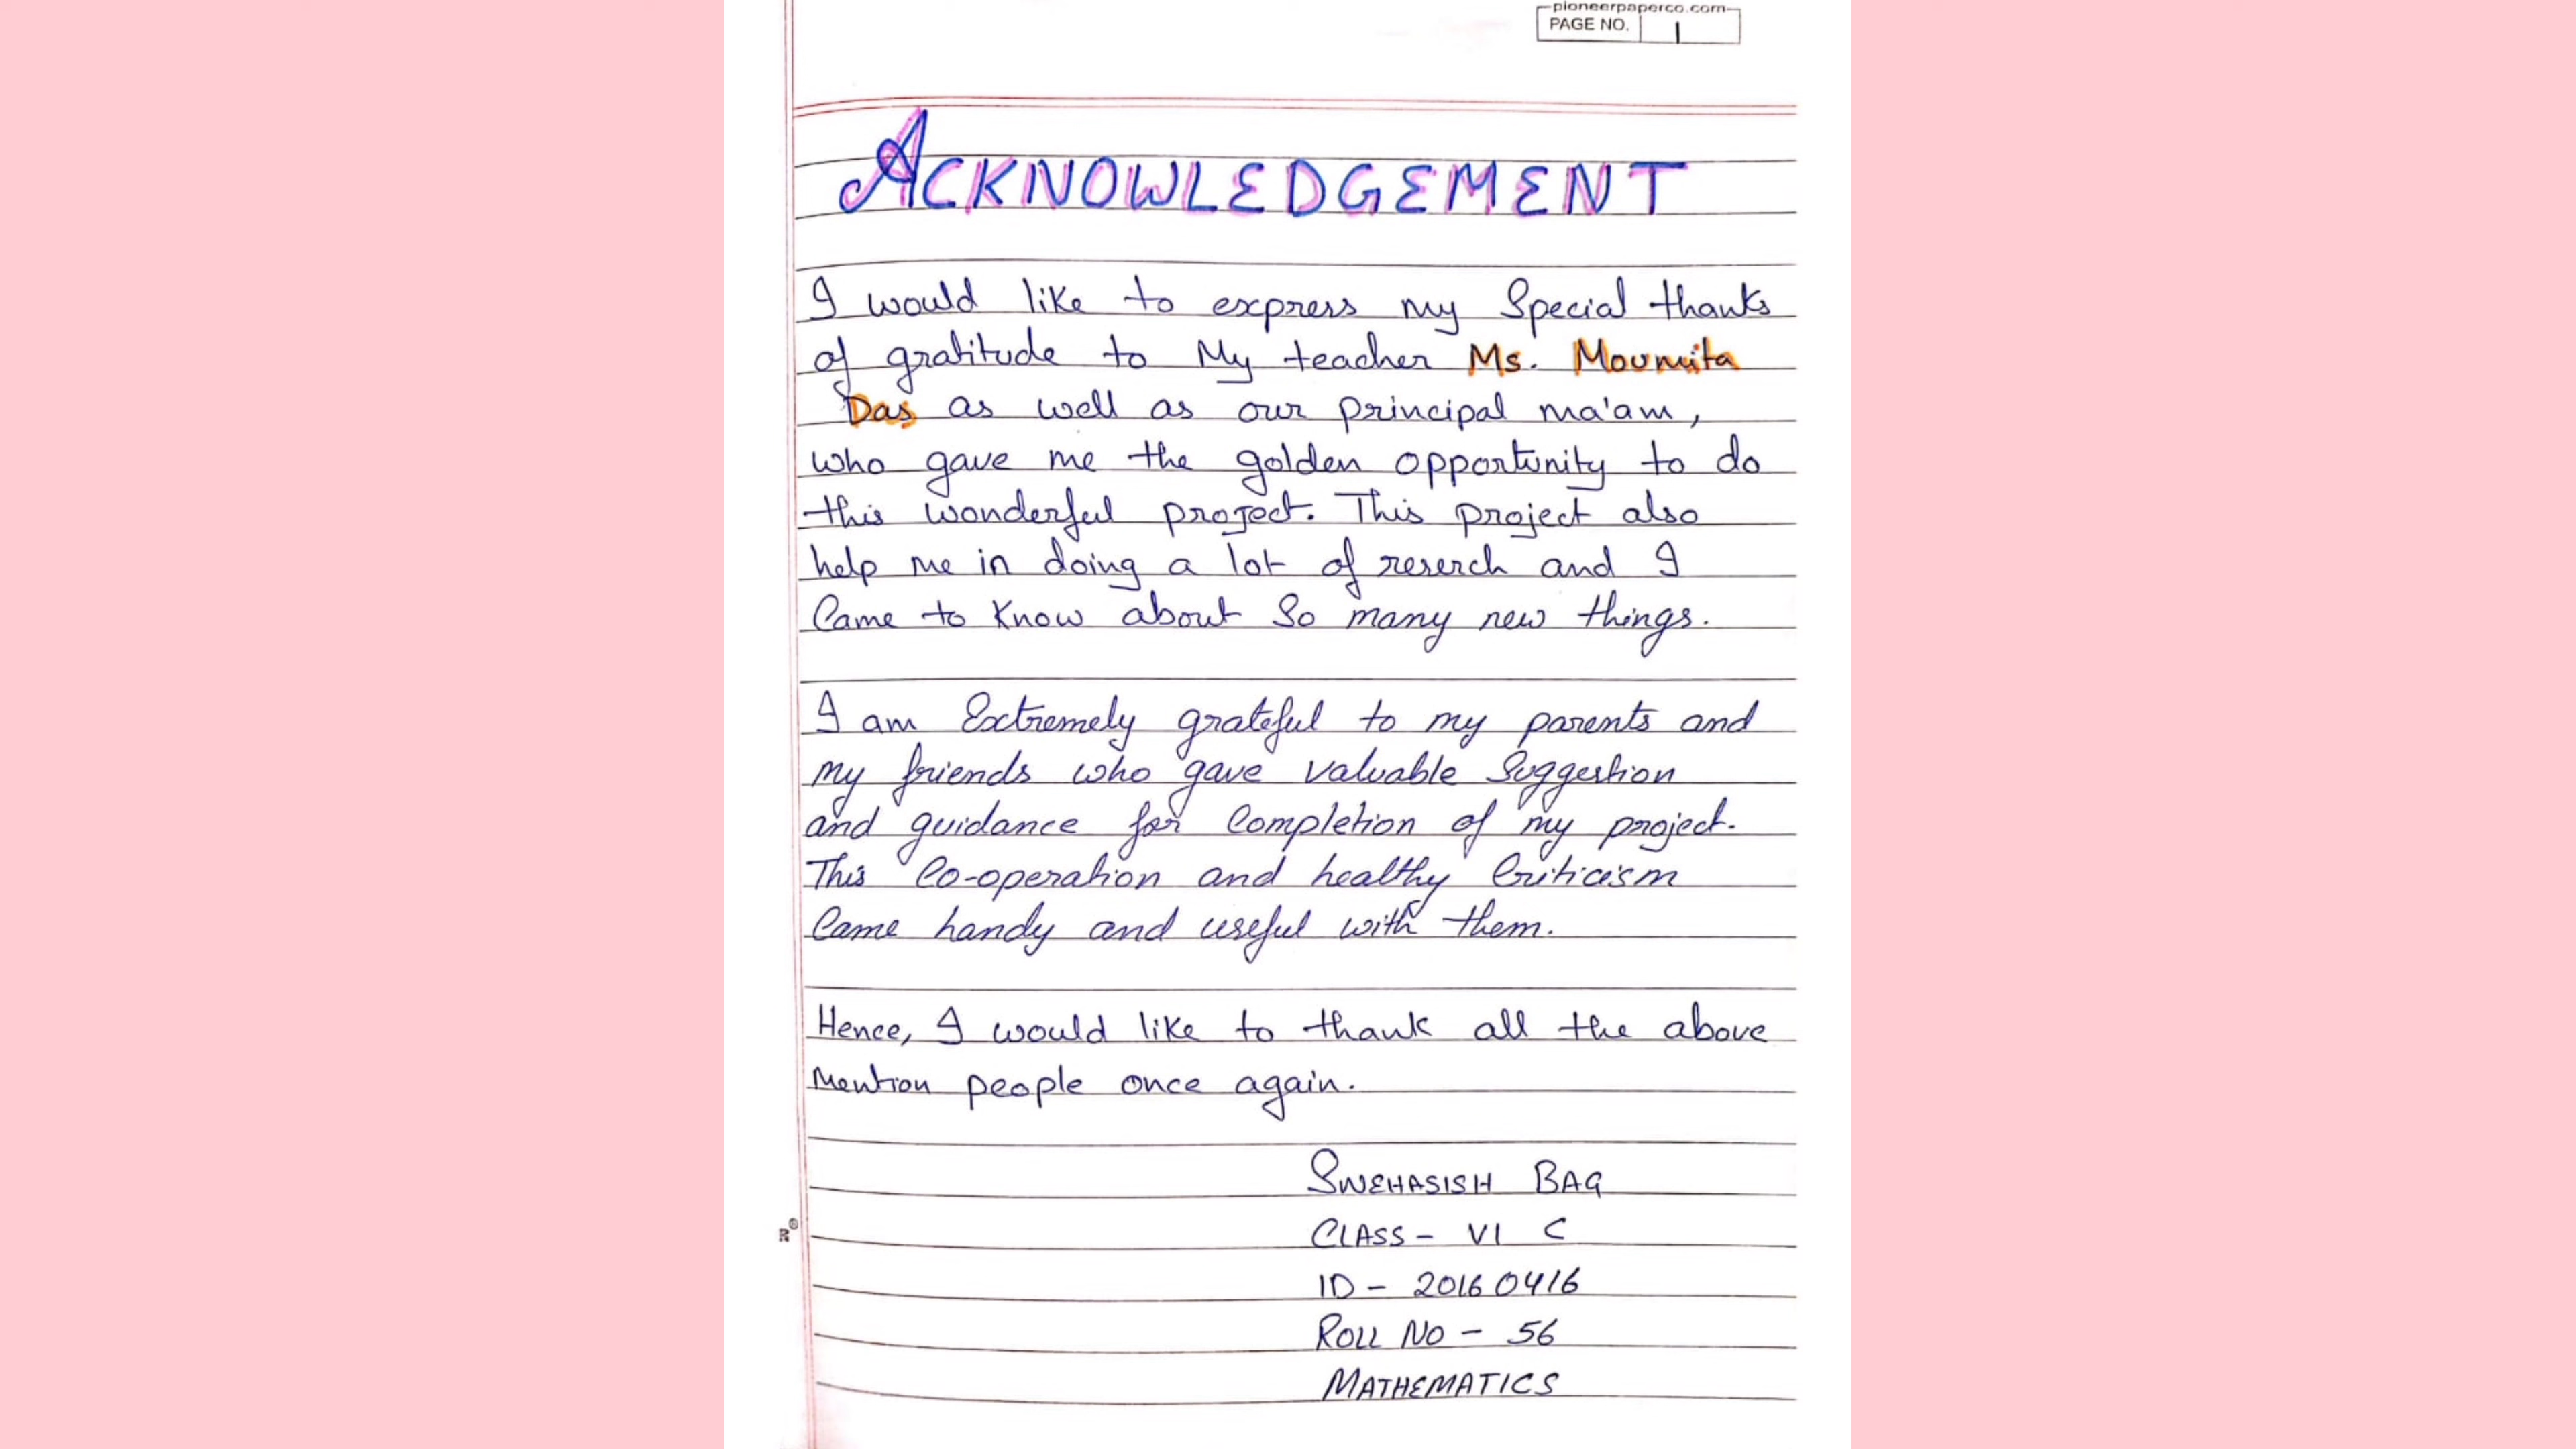 pioneerpaperco.com
PAGE NO. 1
ACKNOWLEDGEMENT
I would like to express my Special thanks
of gratitude to My teacher Ms. Moumita
Das as well as our principal ma'am,
who gave me the golden opportunity to do
this wonderful project. This project also
help me in doing a lot of reserch and I
Came to Know about So many new things.
I am Extremely grateful to my parents and
my friends who gave valuable Suggestion
and guidance for Completion of my project.
This Co-operation and healthy Criticism
Came handy and useful with them.
Hence, I would like to thank all the above
Mention people once again.
SWEHASISH BAG
CLASS - VI C
ID - 20160416
ROLL NO - 56
MATHEMATICS